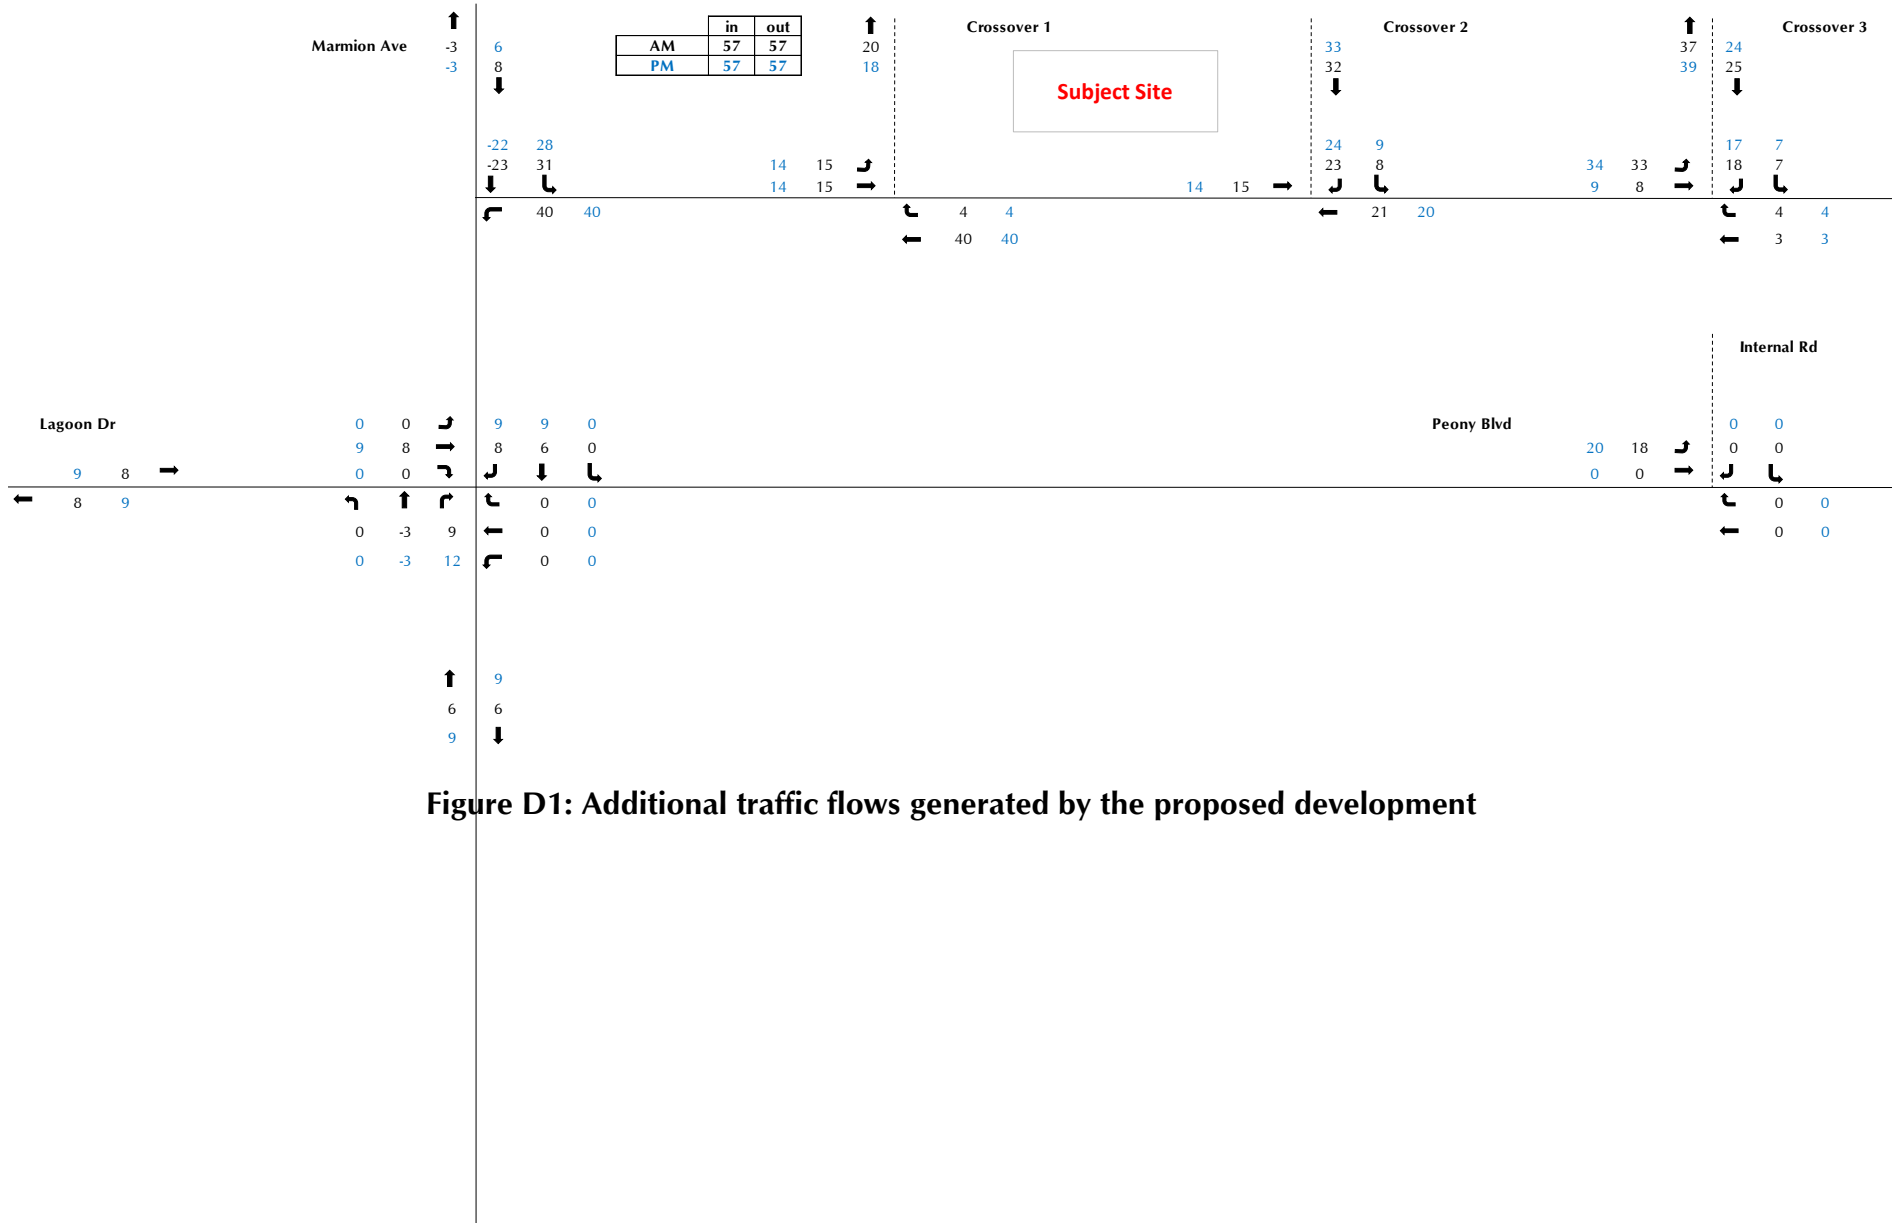 in out
Crossover 1 Crossover 2 Crossover 3
Marmion Ave -3 6 AM 57 57 20 33 37 24
-3 8 PM 57 57 18 32 39 25
Subject Site
-22 28 24 9 17 7
-23 31 14 15 23 8 34 33 18 7
14 15 14 15 9 8
40 40 4 4 21 20 4 4
40 40 3 3
Internal Rd
Lagoon Dr 0 0 9 9 0 Peony Blvd 0 0
9 8 8 6 0 20 18 0 0
9 8 0 0 0 0
8 9 0 0 0 0
0 -3 9 0 0 0 0
0 -3 12 0 0
9
6 6
9
Figure D1: Additional traffic flows generated by the proposed development